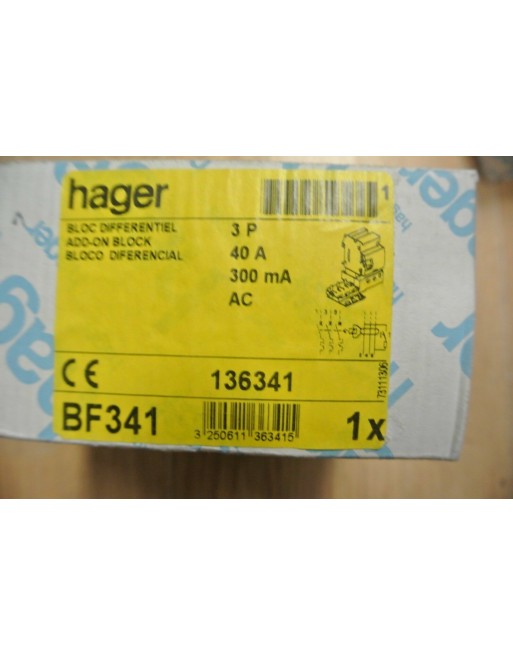 hager
1
BLOC DIFFERENTIEL
ADD-ON BLOCK
BLOCO DIFERENCIAL
3 P
40 A
300 mA
AC
73111306
CE
136341
BF341
3 250611 363415
1x